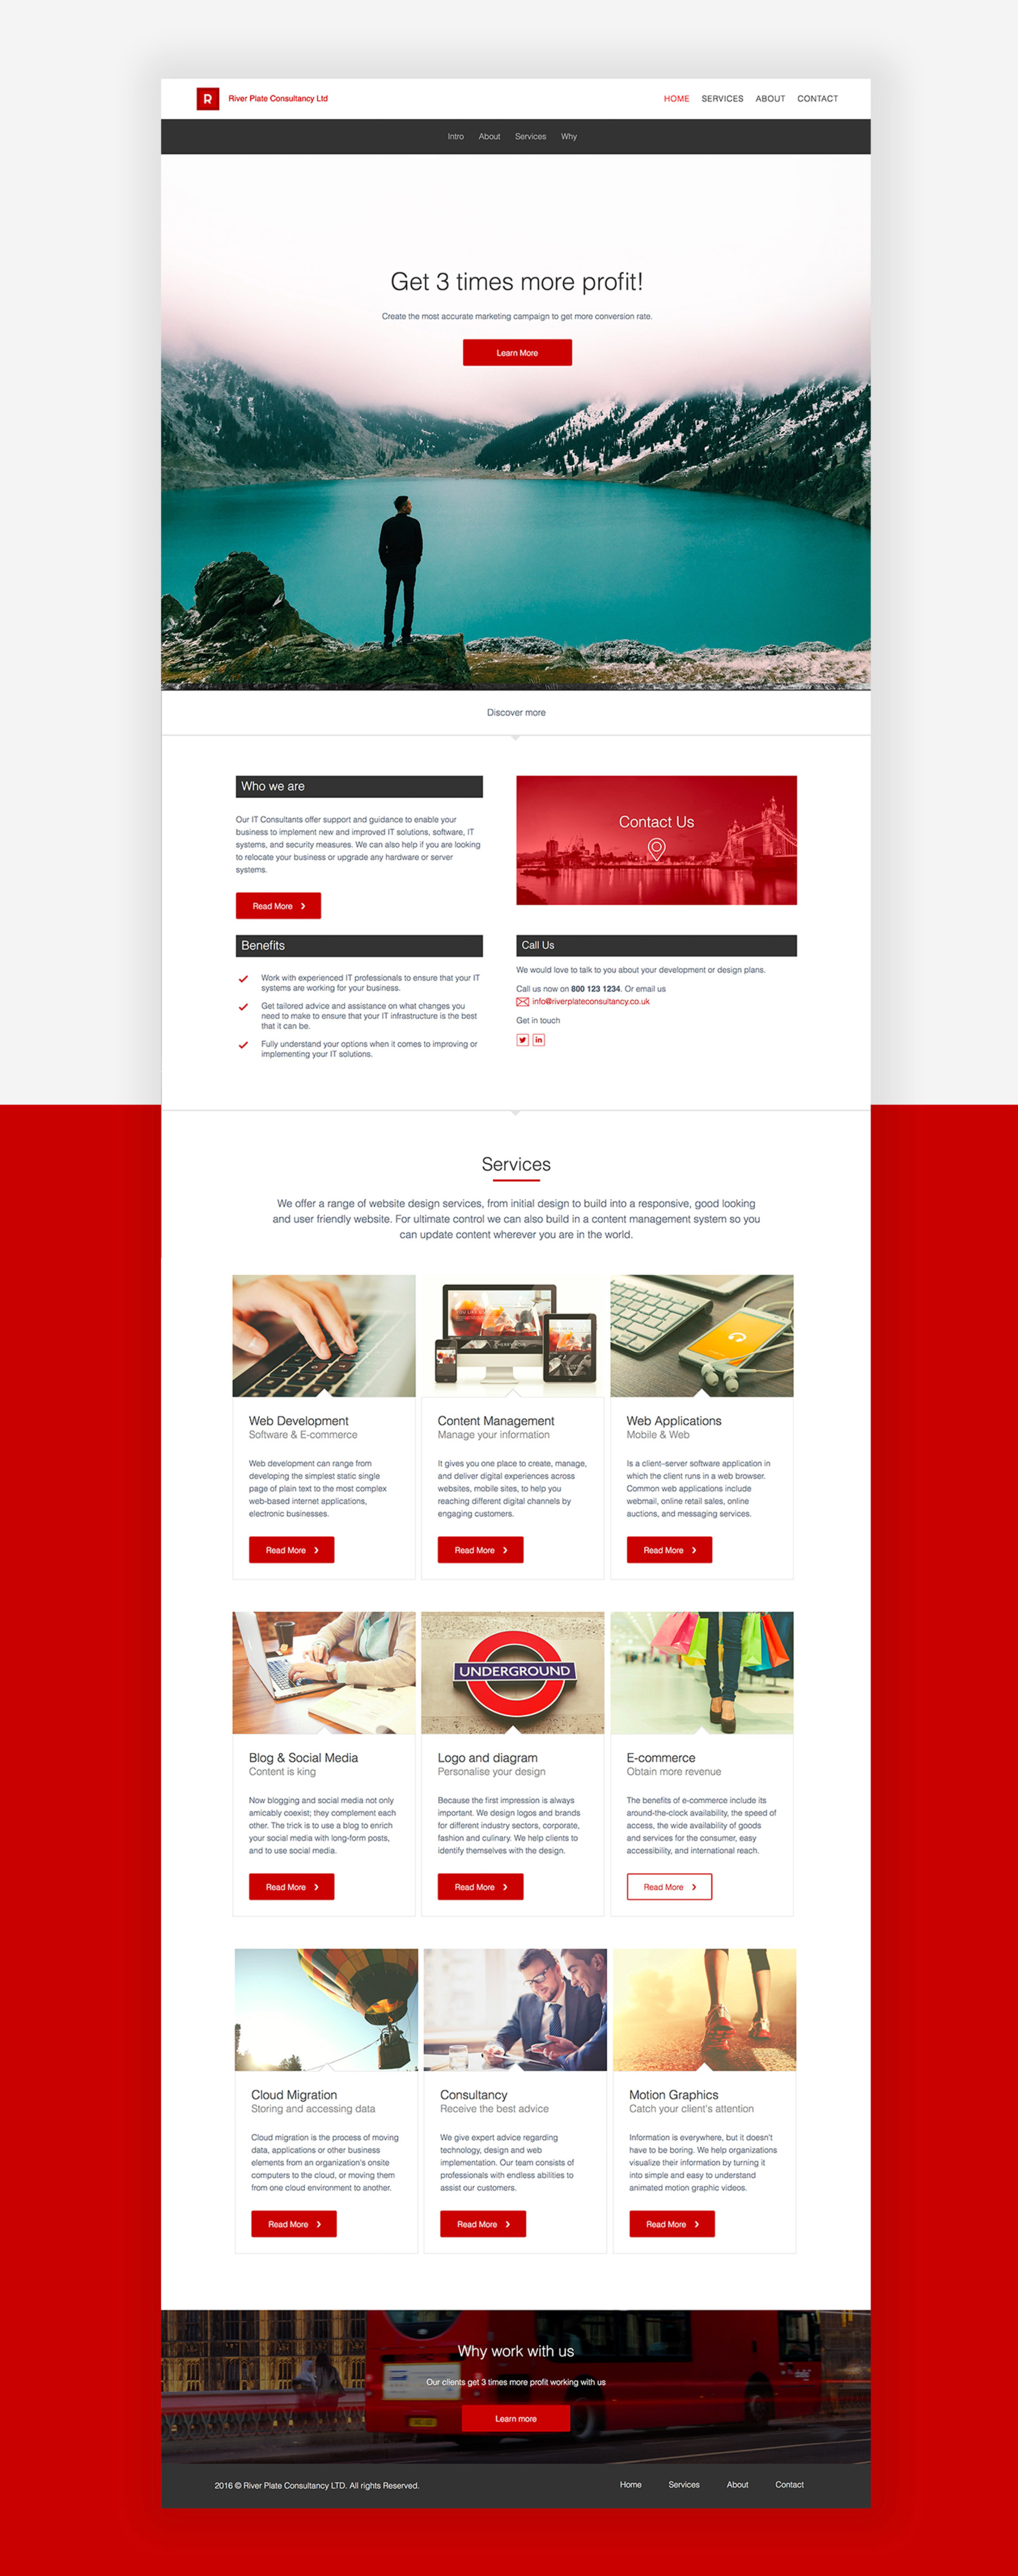 R
River Plate Consultancy Ltd
HOME SERVICES ABOUT CONTACT
Intro About Services Why
Get 3 times more profit!
Create the most accurate marketing campaign to get more conversion rate.
Learn More
Discover more
Who we are
Our IT Consultants offer support and guidance to enable your
business to implement new and improved IT solutions, software, IT
systems, and security measures. We can also help if you are looking
to relocate your business or upgrade any hardware or server
systems.
Read More
Contact Us
Benefits
Work with experienced IT professionals to ensure that your IT
systems are working for your business.
Get tailored advice and assistance on what changes you
need to make to ensure that your IT infrastructure is the best
that it can be.
Fully understand your options when it comes to improving or
implementing your IT solutions.
Call Us
We would love to talk to you about your development or design plans.
Call us now on 800 123 1234. Or email us
info@riverplateconsultancy.co.uk
Get in touch
in
Services
We offer a range of website design services, from initial design to build into a responsive, good looking
and user friendly website. For ultimate control we can also build in a content management system so you
can update content wherever you are in the world.
Web Development
Software & E-commerce
Web development can range from
developing the simplest static single
page of plain text to the most complex
web-based internet applications,
electronic businesses.
Read More
Content Management
Manage your information
It gives you one place to create, manage,
and deliver digital experiences across
websites, mobile sites, to help you
reaching different digital channels by
engaging customers.
Read More
Web Applications
Mobile & Web
Is a client–server software application in
which the client runs in a web browser.
Common web applications include
webmail, online retail sales, online
auctions, and messaging services.
Read More
Blog & Social Media
Content is king
Now blogging and social media not only
amicably coexist; they complement each
other. The trick is to use a blog to enrich
your social media with long-form posts,
and to use social media.
Read More
UNDERGROUND
Logo and diagram
Personalise your design
Because the first impression is always
important. We design logos and brands
for different industry sectors, corporate,
fashion and culinary. We help clients to
identify themselves with the design.
Read More
E-commerce
Obtain more revenue
The benefits of e-commerce include its
around-the-clock availability, the speed of
access, the wide availability of goods
and services for the consumer, easy
accessibility, and international reach.
Read More
Cloud Migration
Storing and accessing data
Cloud migration is the process of moving
data, applications or other business
elements from an organization's onsite
computers to the cloud, or moving them
from one cloud environment to another.
Read More
Consultancy
Receive the best advice
We give expert advice regarding
technology, design and web
implementation. Our team consists of
professionals with endless abilities to
assist our customers.
Read More
Motion Graphics
Catch your client's attention
Information is everywhere, but it doesn't
have to be boring. We help organizations
visualize their information by turning it
into simple and easy to understand
animated motion graphic videos.
Read More
Why work with us
Our clients get 3 times more profit working with us
Learn more
2016 © River Plate Consultancy LTD. All rights Reserved.
Home Services About Contact